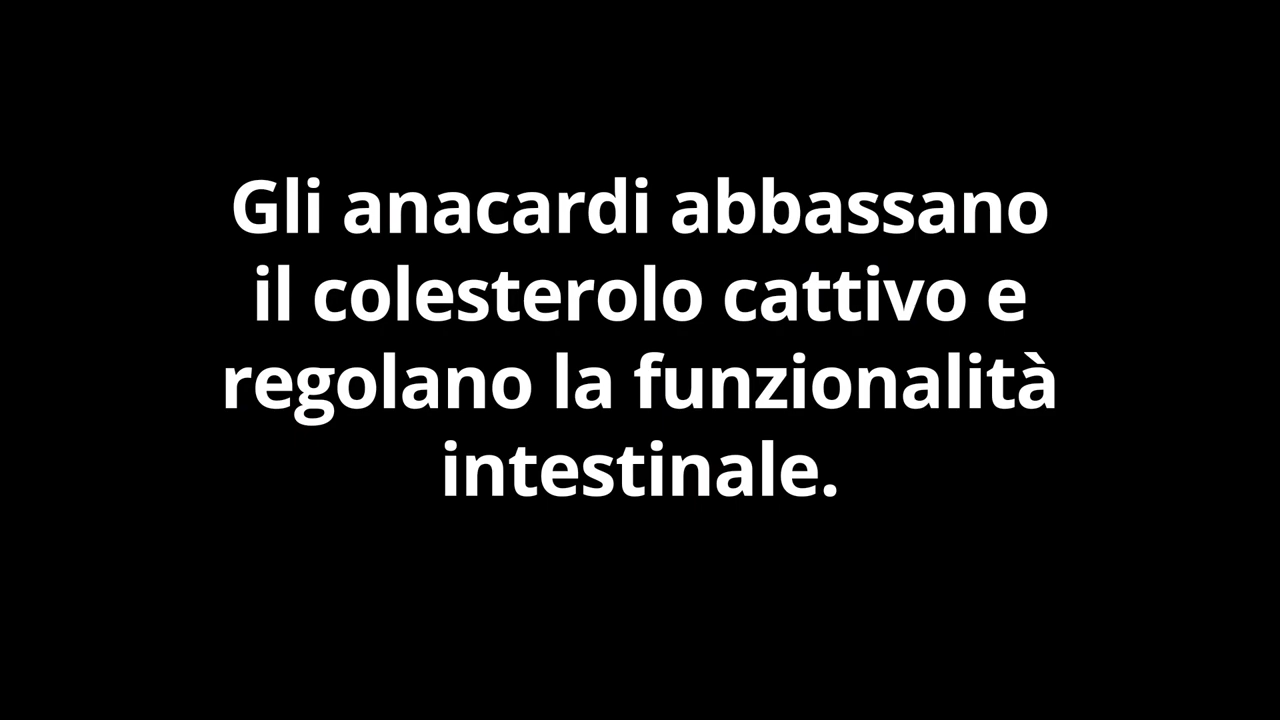 Gli anacardi abbassano
il colesterolo cattivo e
regolano la funzionalità
intestinale.